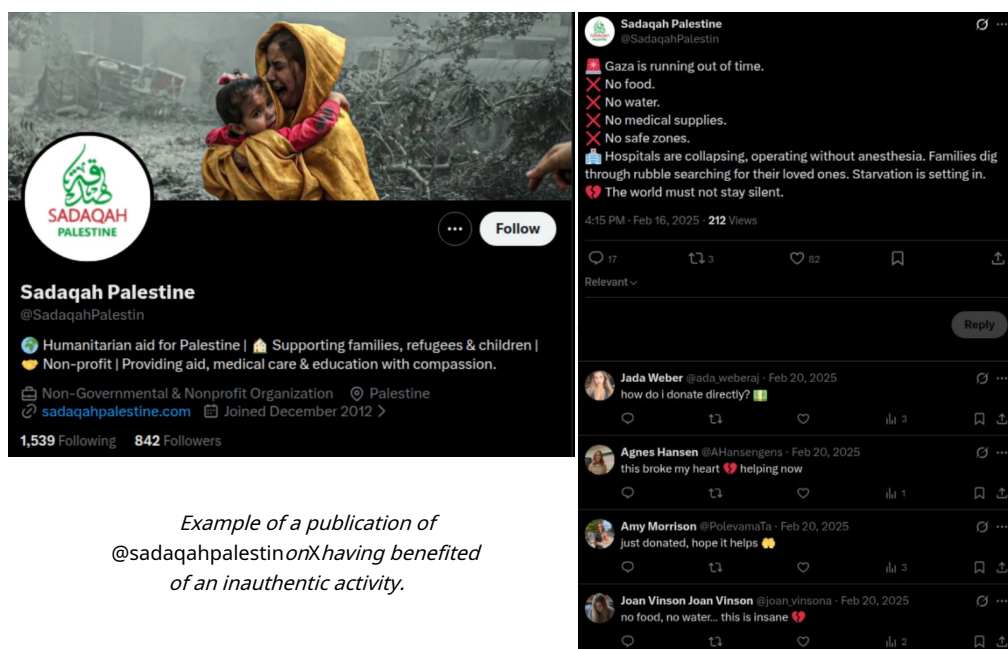 SADAQAH
PALESTINE
Follow
Sadaqah Palestine
@SadaqahPalestin
🌍 Humanitarian aid for Palestine | 🏠 Supporting families, refugees & children |
🤝 Non-profit | Providing aid, medical care & education with compassion.
Non-Governmental & Nonprofit Organization Palestine
sadaqahpalestine.com Joined December 2012
1,539 Following 842 Followers
Example of a publication of
@sadaqahpalestinonXhaving benefited
of an inauthentic activity.
Sadaqah Palestine
@SadaqahPalestin
🚨 Gaza is running out of time.
❌ No food.
❌ No water.
❌ No medical supplies.
❌ No safe zones.
🏥 Hospitals are collapsing, operating without anesthesia. Families dig
through rubble searching for their loved ones. Starvation is setting in.
💔 The world must not stay silent.
4:15 PM · Feb 16, 2025 · 212 Views
17 3 82
Relevant
Reply
Jada Weber @ada_weberaj · Feb 20, 2025
how do i donate directly? 💵
3
Agnes Hansen @AHansengens · Feb 20, 2025
this broke my heart 💔 helping now
1
Amy Morrison @PolevamaTa · Feb 20, 2025
just donated, hope it helps 🤲
3
Joan Vinson Joan Vinson @joan_vinsona · Feb 20, 2025
no food, no water... this is insane 💔
2